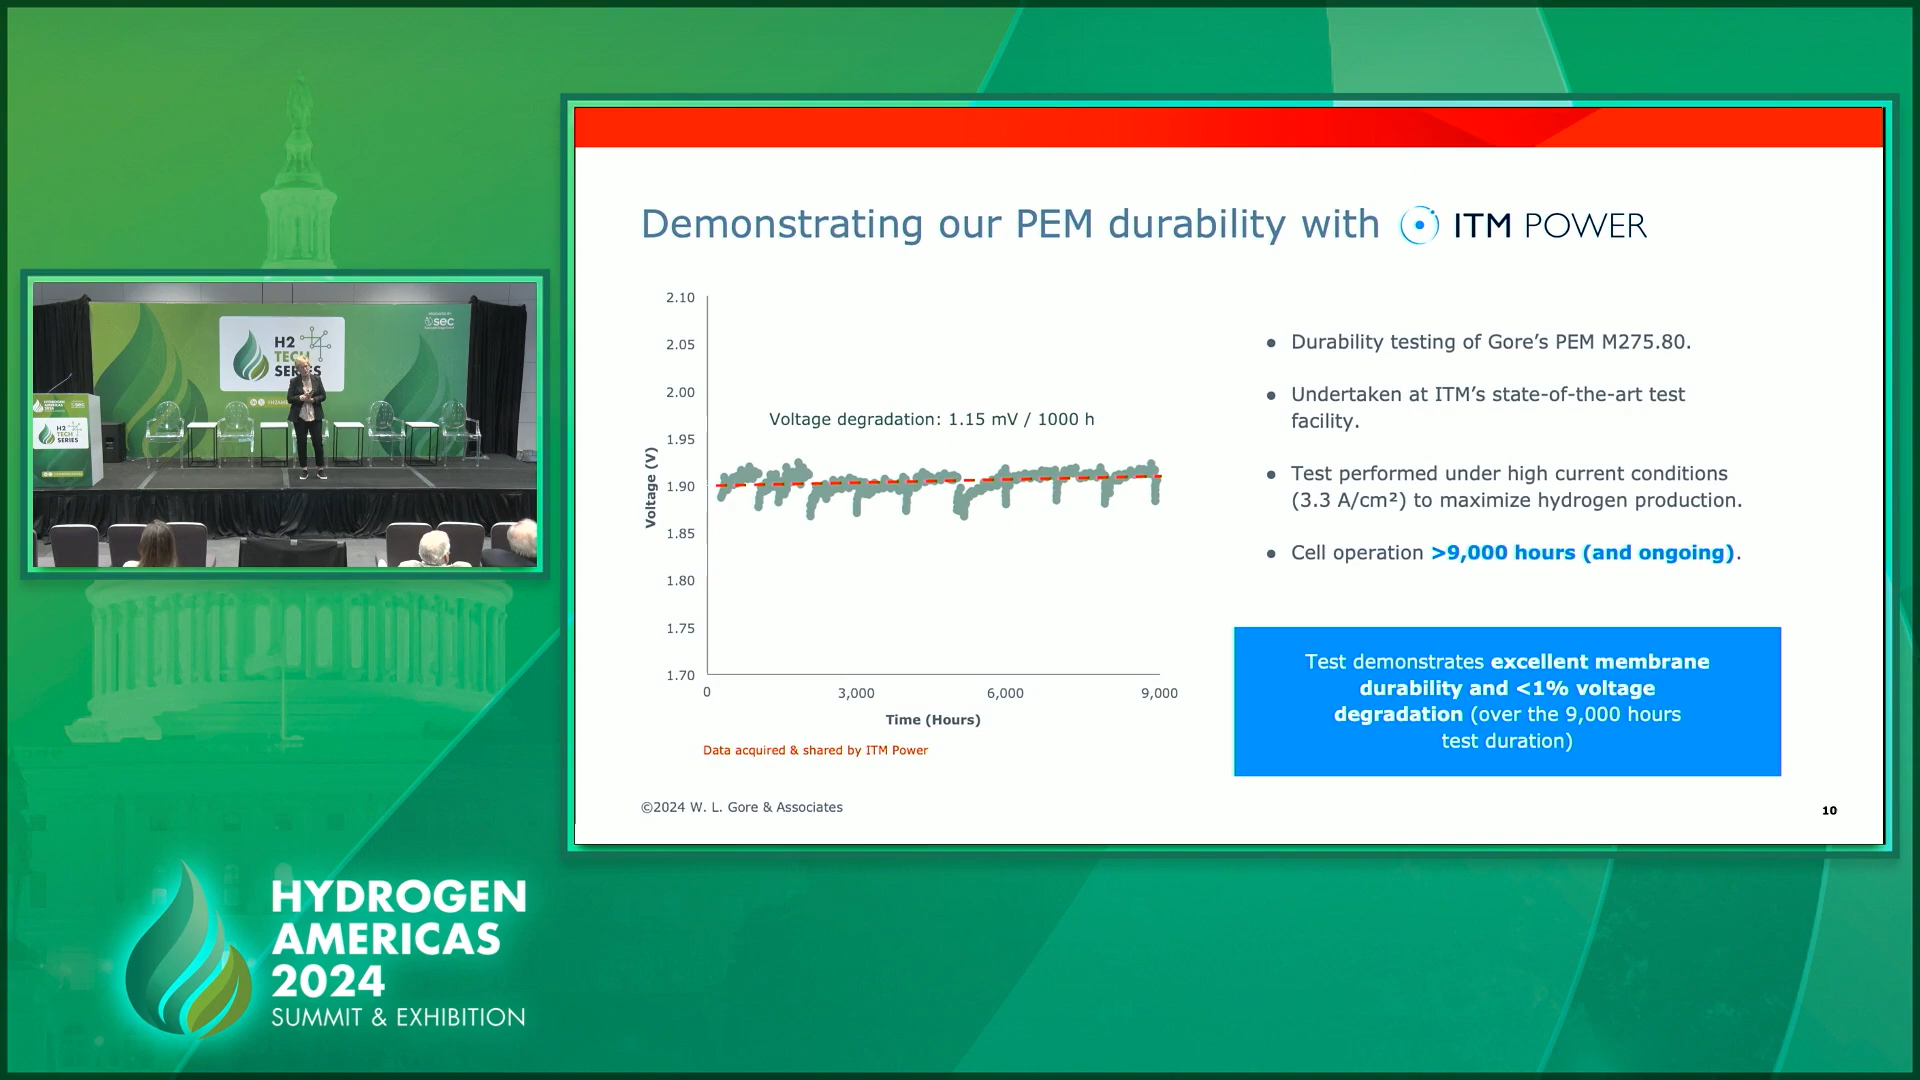 Demonstrating our PEM durability with ITM POWER
2.10
2.05
2.00
1.95
1.90
1.85
1.80
1.75
1.70
Voltage (V)
Voltage degradation: 1.15 mV / 1000 h
0
3,000
6,000
9,000
Time (Hours)
Data acquired & shared by ITM Power
• Durability testing of Gore’s PEM M275.80.
• Undertaken at ITM’s state-of-the-art test
facility.
• Test performed under high current conditions
(3.3 A/cm²) to maximize hydrogen production.
• Cell operation >9,000 hours (and ongoing).
Test demonstrates excellent membrane
durability and <1% voltage
degradation (over the 9,000 hours
test duration)
©2024 W. L. Gore & Associates
10
H2
TECH
SERIES
sec
H2
TECH
SERIES
HYDROGEN
AMERICAS
2024
SUMMIT & EXHIBITION